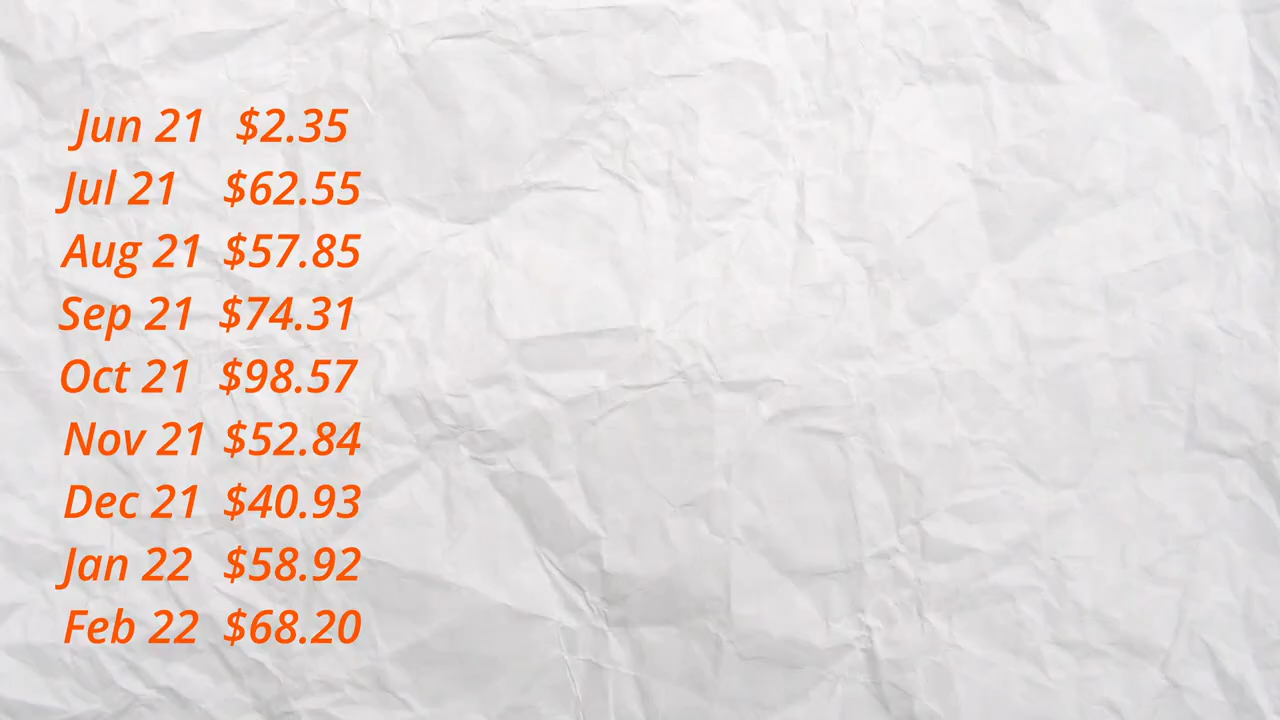 Jun 21 $2.35
Jul 21 $62.55
Aug 21 $57.85
Sep 21 $74.31
Oct 21 $98.57
Nov 21 $52.84
Dec 21 $40.93
Jan 22 $58.92
Feb 22 $68.20